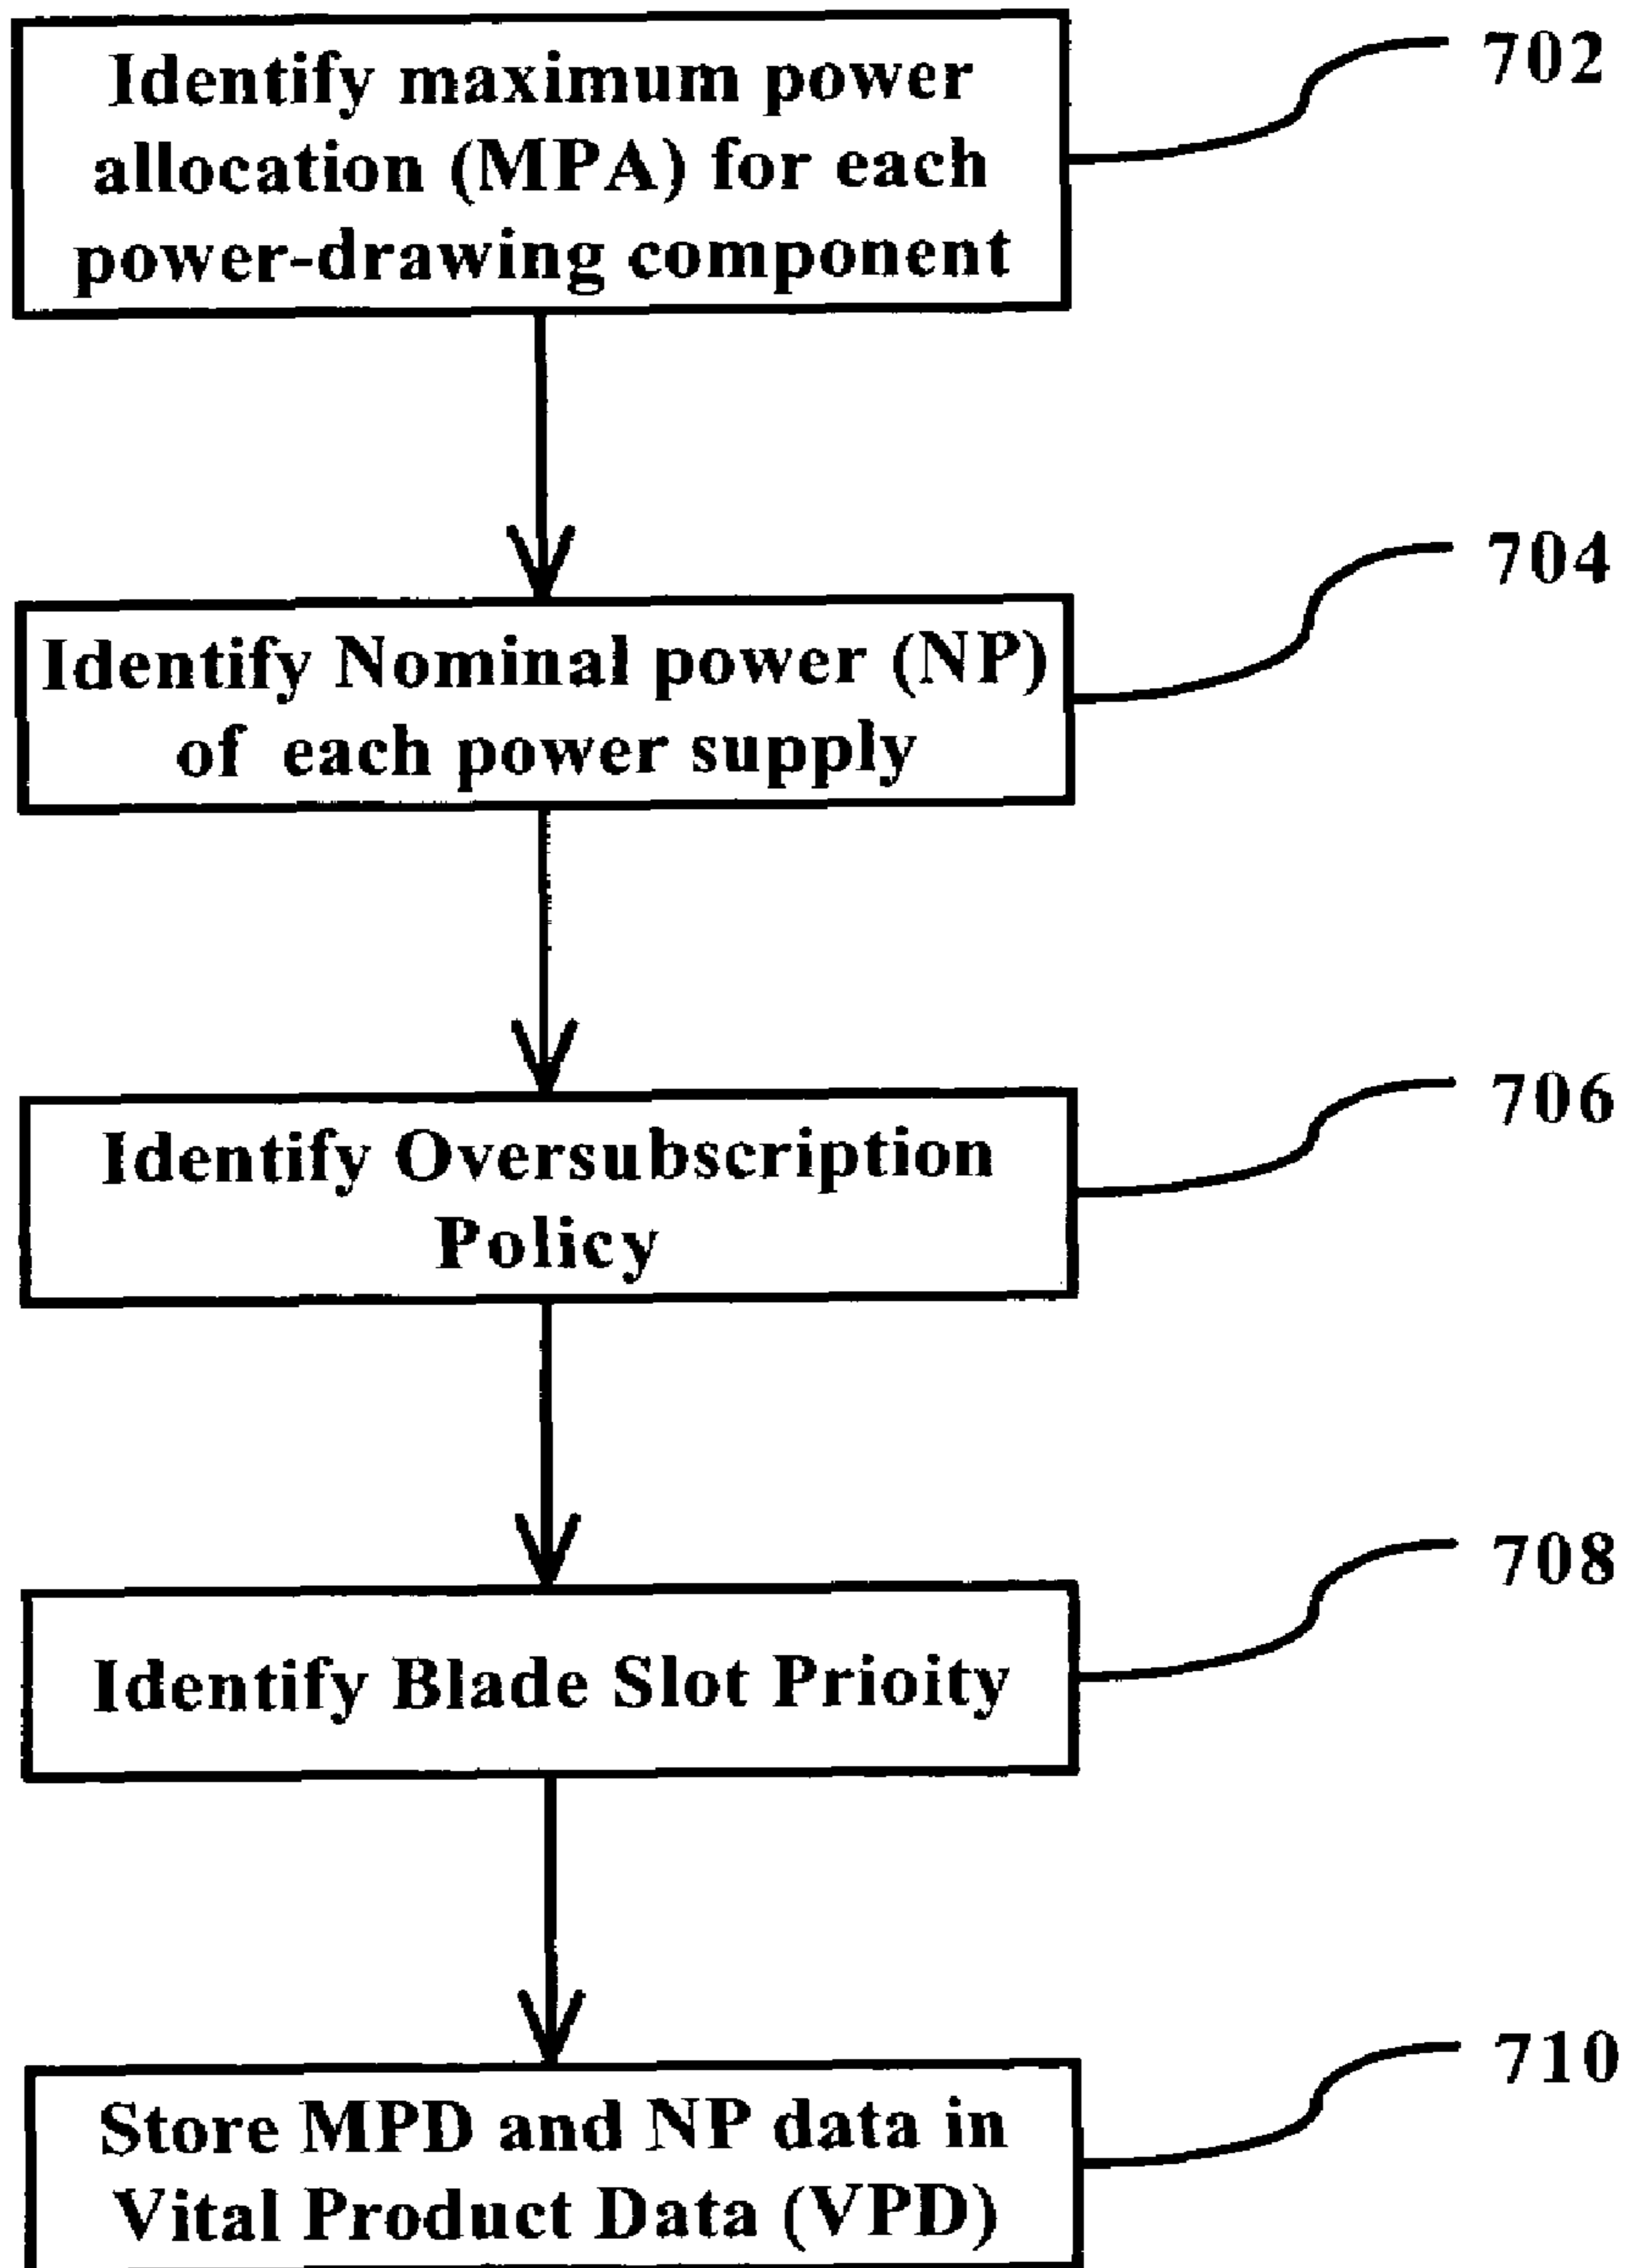 Identify maximum power
allocation (MPA) for each
power-drawing component
702
Identify Nominal power (NP)
of each power supply
704
Identify Oversubscription
Policy
706
Identify Blade Slot Prioity
708
Store MPD and NP data in
Vital Product Data (VPD)
710